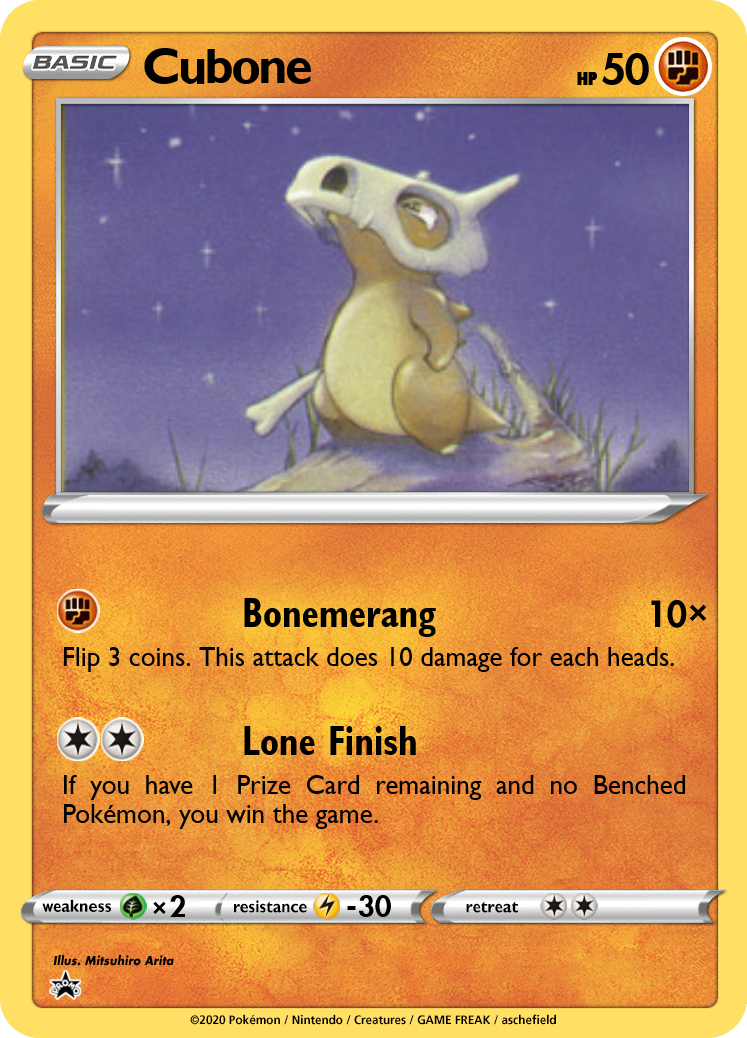 BASIC Cubone HP 50
Bonemerang 10×
Flip 3 coins. This attack does 10 damage for each heads.
Lone Finish
If you have 1 Prize Card remaining and no Benched
Pokémon, you win the game.
weakness ×2 resistance -30 retreat
Illus. Mitsuhiro Arita
PROMO
©2020 Pokémon / Nintendo / Creatures / GAME FREAK / aschefield